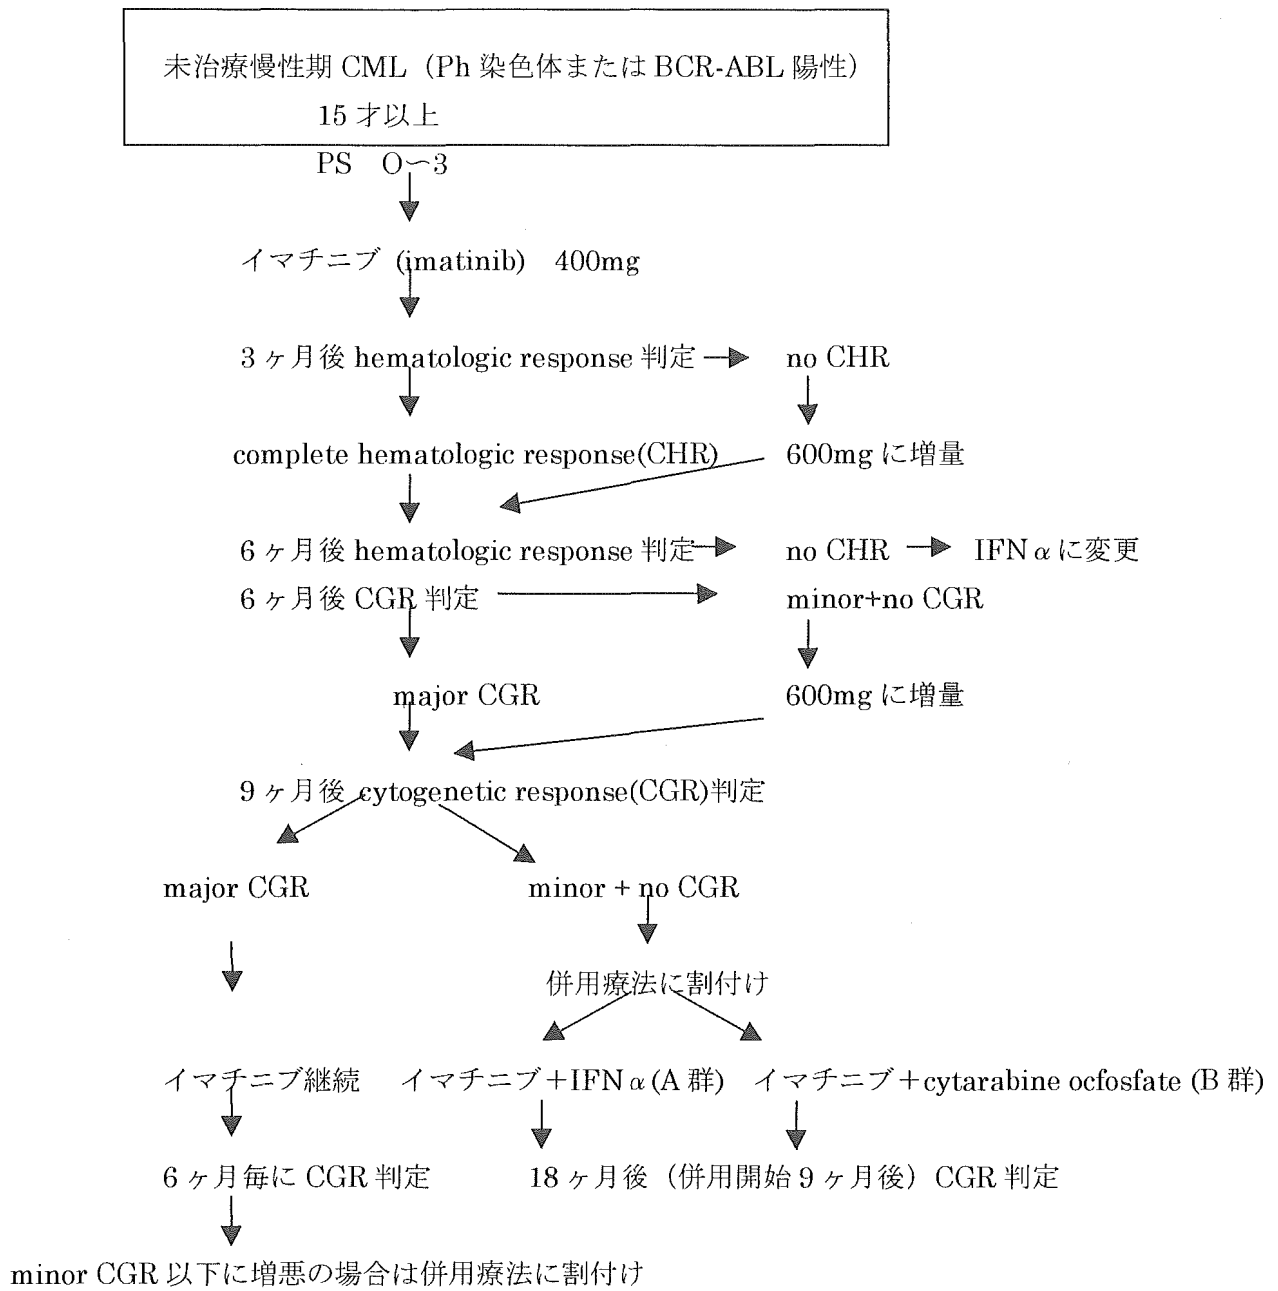 未治療慢性期 CML（Ph 染色体または BCR-ABL 陽性）
15 才以上
PS O〜3
イマチニブ (imatinib) 400mg
3 ヶ月後 hematologic response 判定 no CHR
complete hematologic response(CHR) 600mg に増量
6 ヶ月後 hematologic response 判定 no CHR IFN α に変更
6 ヶ月後 CGR 判定 minor+no CGR
major CGR 600mg に増量
9 ヶ月後 cytogenetic response(CGR)判定
major CGR minor + no CGR
併用療法に割付け
イマチニブ継続 イマチニブ＋IFN α (A 群) イマチニブ＋cytarabine ocfosfate (B 群)
6 ヶ月毎に CGR 判定 18 ヶ月後（併用開始 9 ヶ月後）CGR 判定
minor CGR 以下に増悪の場合は併用療法に割付け